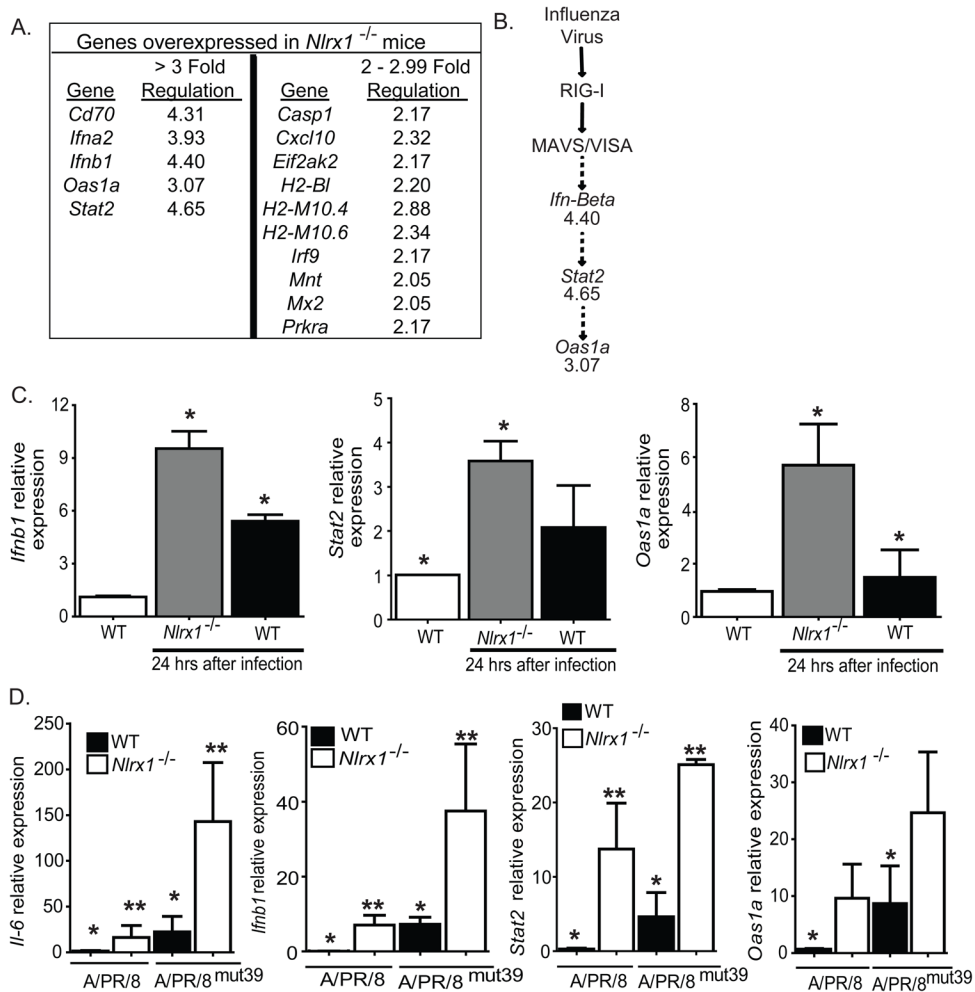 A.
Genes overexpressed in Nlrx1 -/- mice
> 3 Fold 2 - 2.99 Fold
Gene Regulation Gene Regulation
Cd70 4.31 Casp1 2.17
Ifna2 3.93 Cxcl10 2.32
Ifnb1 4.40 Eif2ak2 2.17
Oas1a 3.07 H2-Bl 2.20
Stat2 4.65 H2-M10.4 2.88
H2-M10.6 2.34
Irf9 2.17
Mnt 2.05
Mx2 2.05
Prkra 2.17
B.
Influenza
Virus
RIG-I
MAVS/VISA
Ifn-Beta
4.40
Stat2
4.65
Oas1a
3.07
C.
Ifnb1 relative
expression
12
9
6
3
0
*
*
WT Nlrx1-/- WT
24 hrs after infection
Stat2 relative
expression
5
4
3
2
1
0
*
*
WT Nlrx1-/- WT
24 hrs after infection
Oas1a relative
expression
8
6
4
2
0
*
*
WT Nlrx1-/- WT
24 hrs after infection
D.
Il-6 relative expression
250
200
150
100
50
0
WT
Nlrx1-/-
* ** * **
A/PR/8 A/PR/8 mut39
Ifnb1 relative expression
60
40
20
0
WT
Nlrx1-/-
* ** * **
A/PR/8 A/PR/8 mut39
Stat2 relative expression
30
20
10
0
WT
Nlrx1-/-
* ** * **
A/PR/8 A/PR/8 mut39
Oas1a relative expression
40
30
20
10
0
WT
Nlrx1 -/-
* *
A/PR/8 A/PR/8 mut39